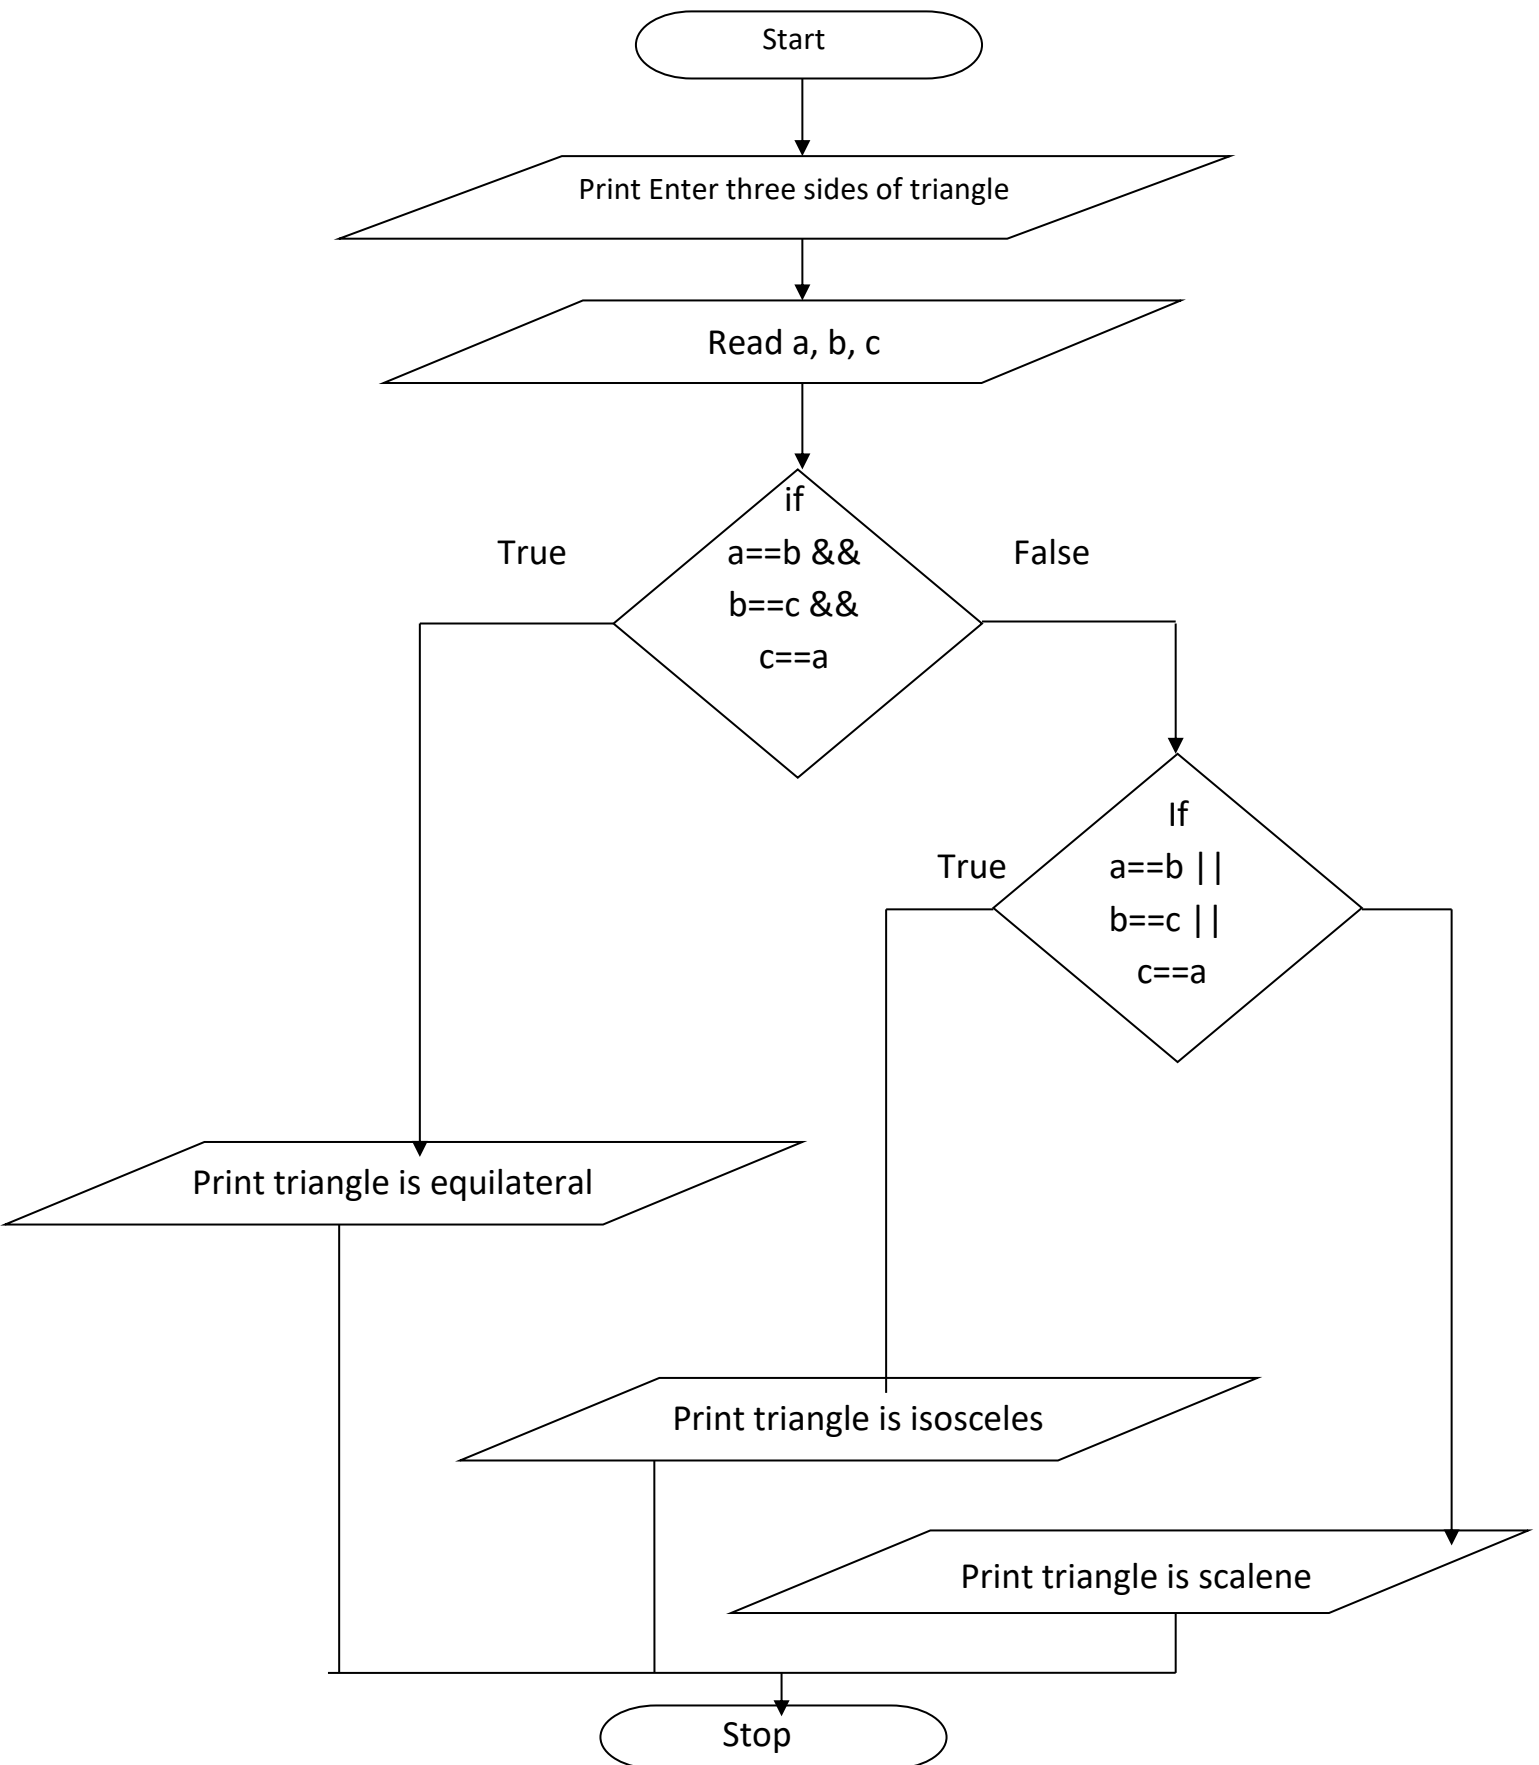 Start
Print Enter three sides of triangle
Read a, b, c
if
True
a==b &&
False
b==c &&
c==a
If
True
a==b ||
b==c ||
c==a
Print triangle is equilateral
Print triangle is isosceles
Print triangle is scalene
Stop